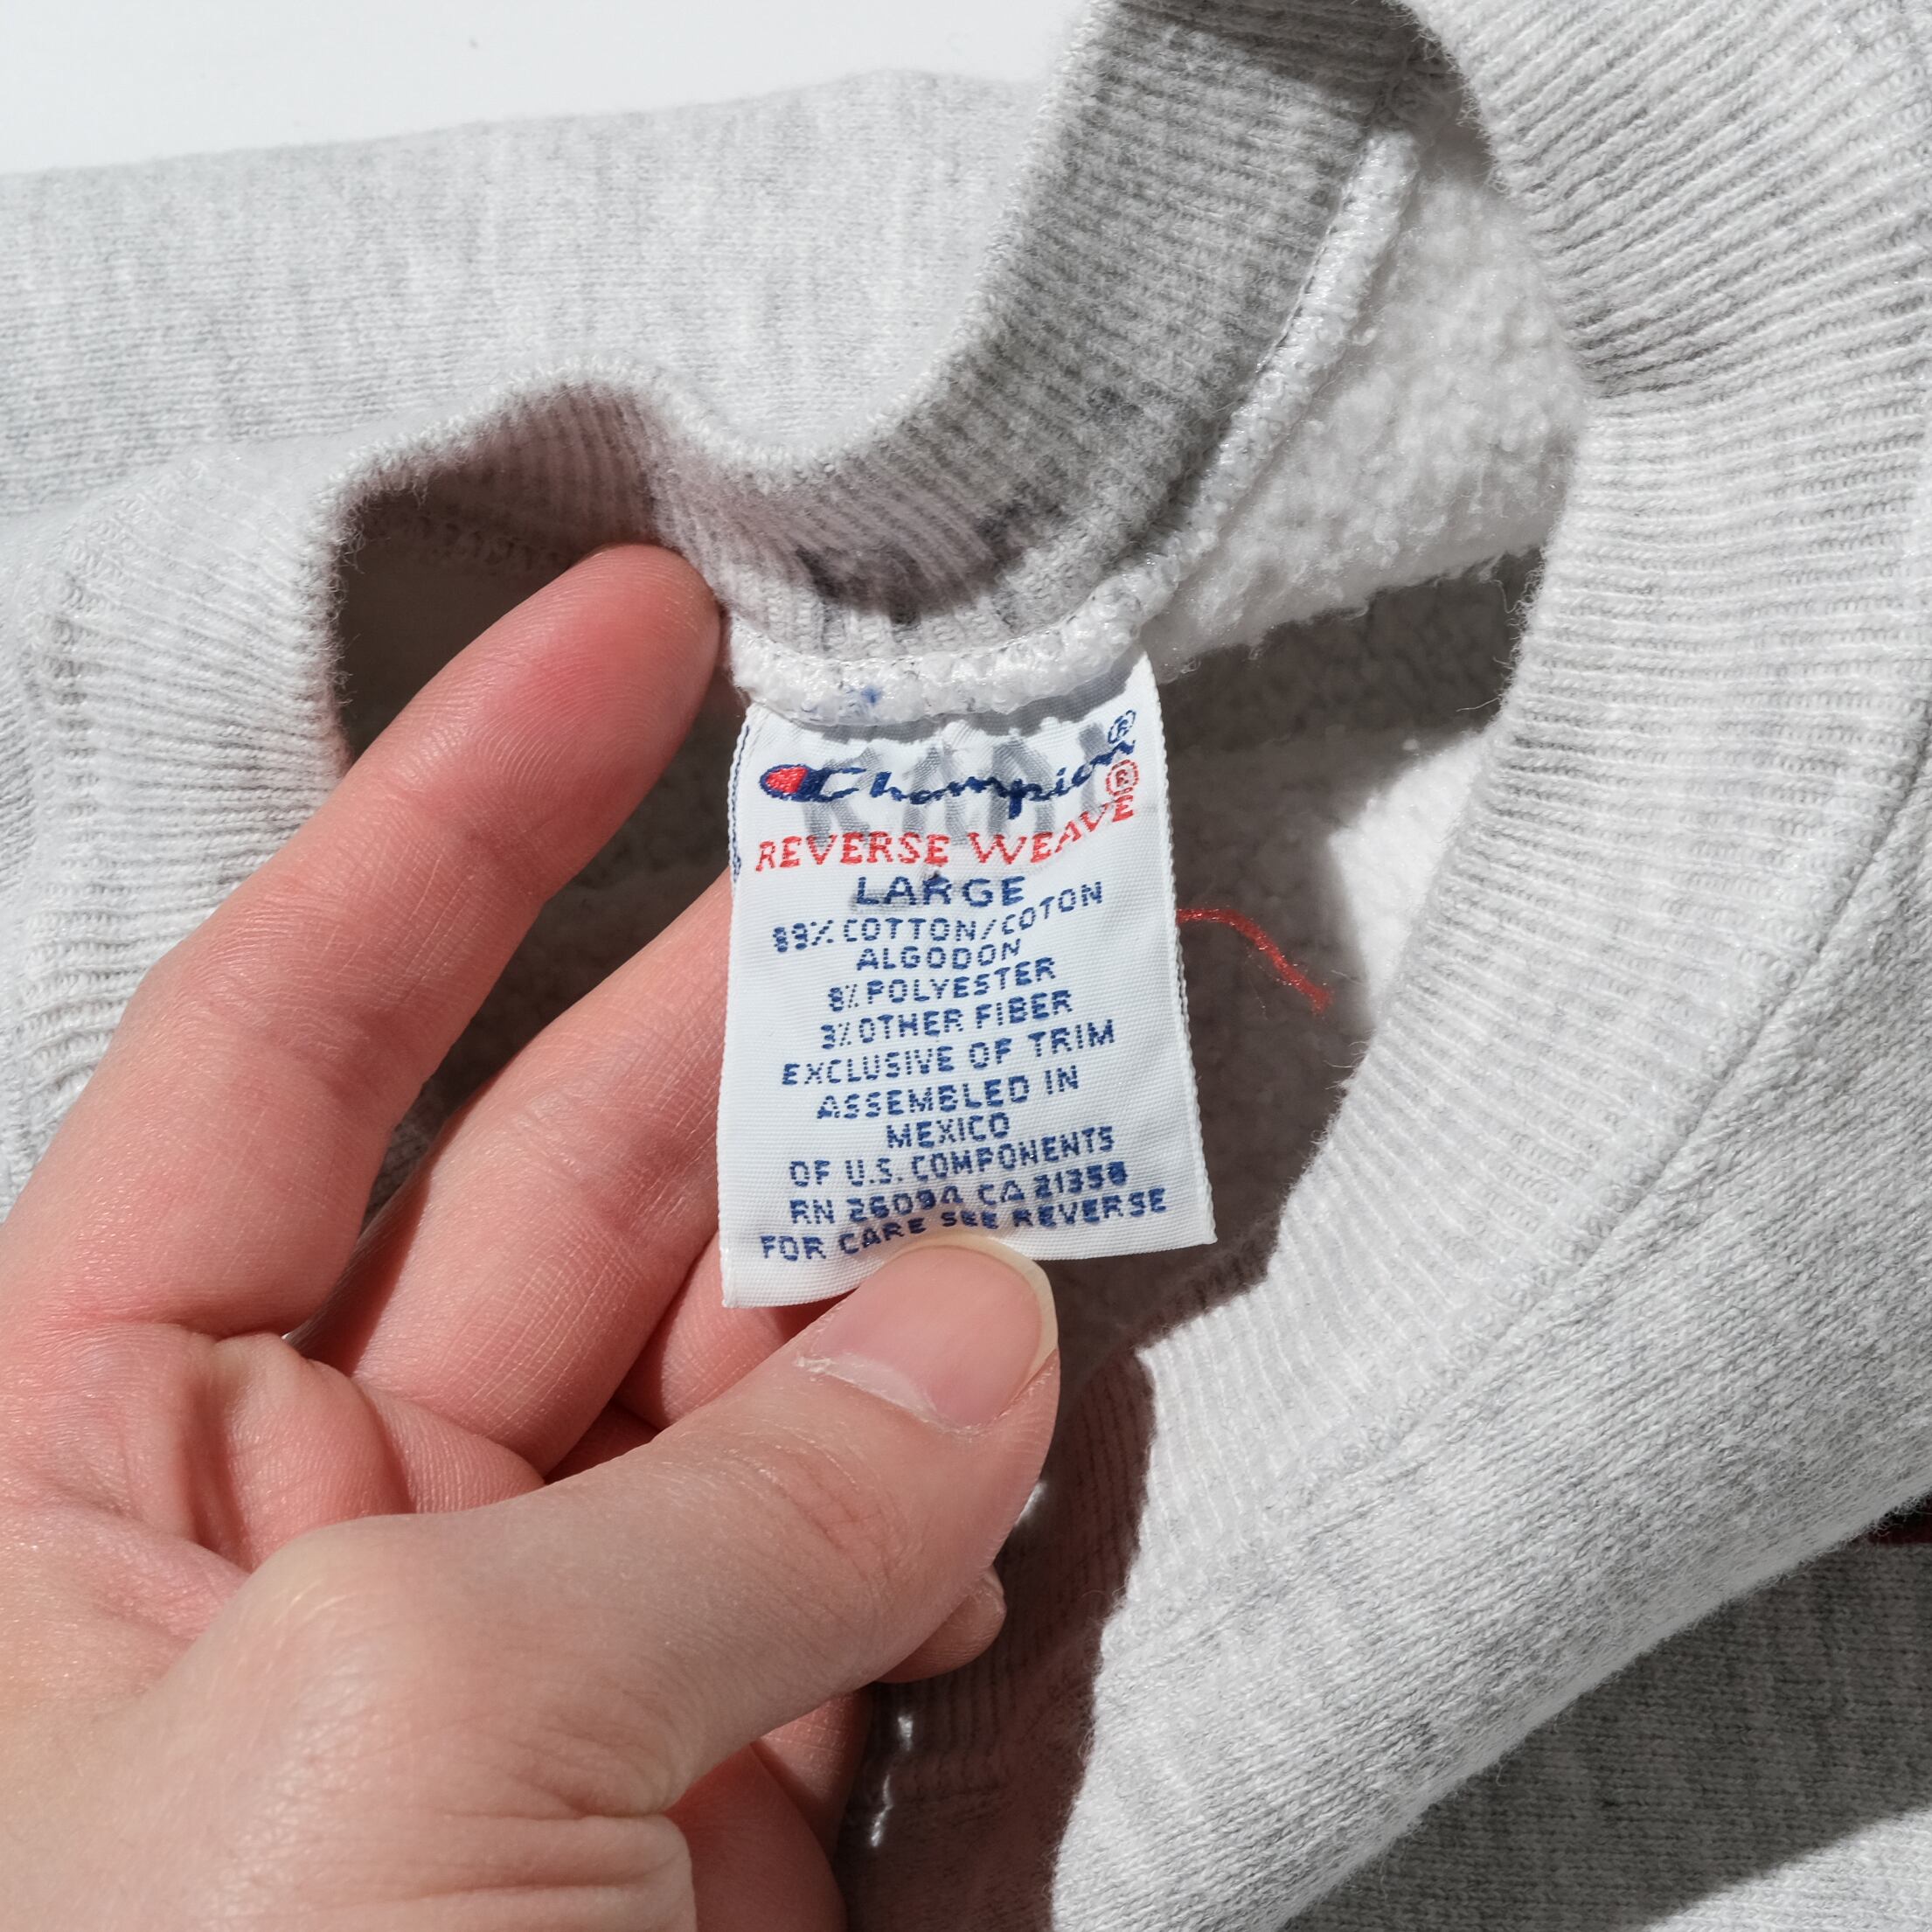 Champion®
REVERSE WEAVE®
LARGE
89% COTTON/COTON
ALGODON
8% POLYESTER
3% OTHER FIBER
EXCLUSIVE OF TRIM
ASSEMBLED IN
MEXICO
OF U.S. COMPONENTS
RN 26094 CA 21358
FOR CARE SEE REVERSE